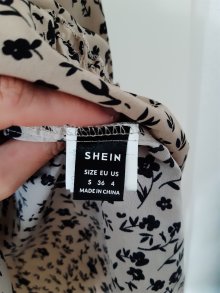 SHEIN
SIZE EU US
S 36 4
MADE IN CHINA